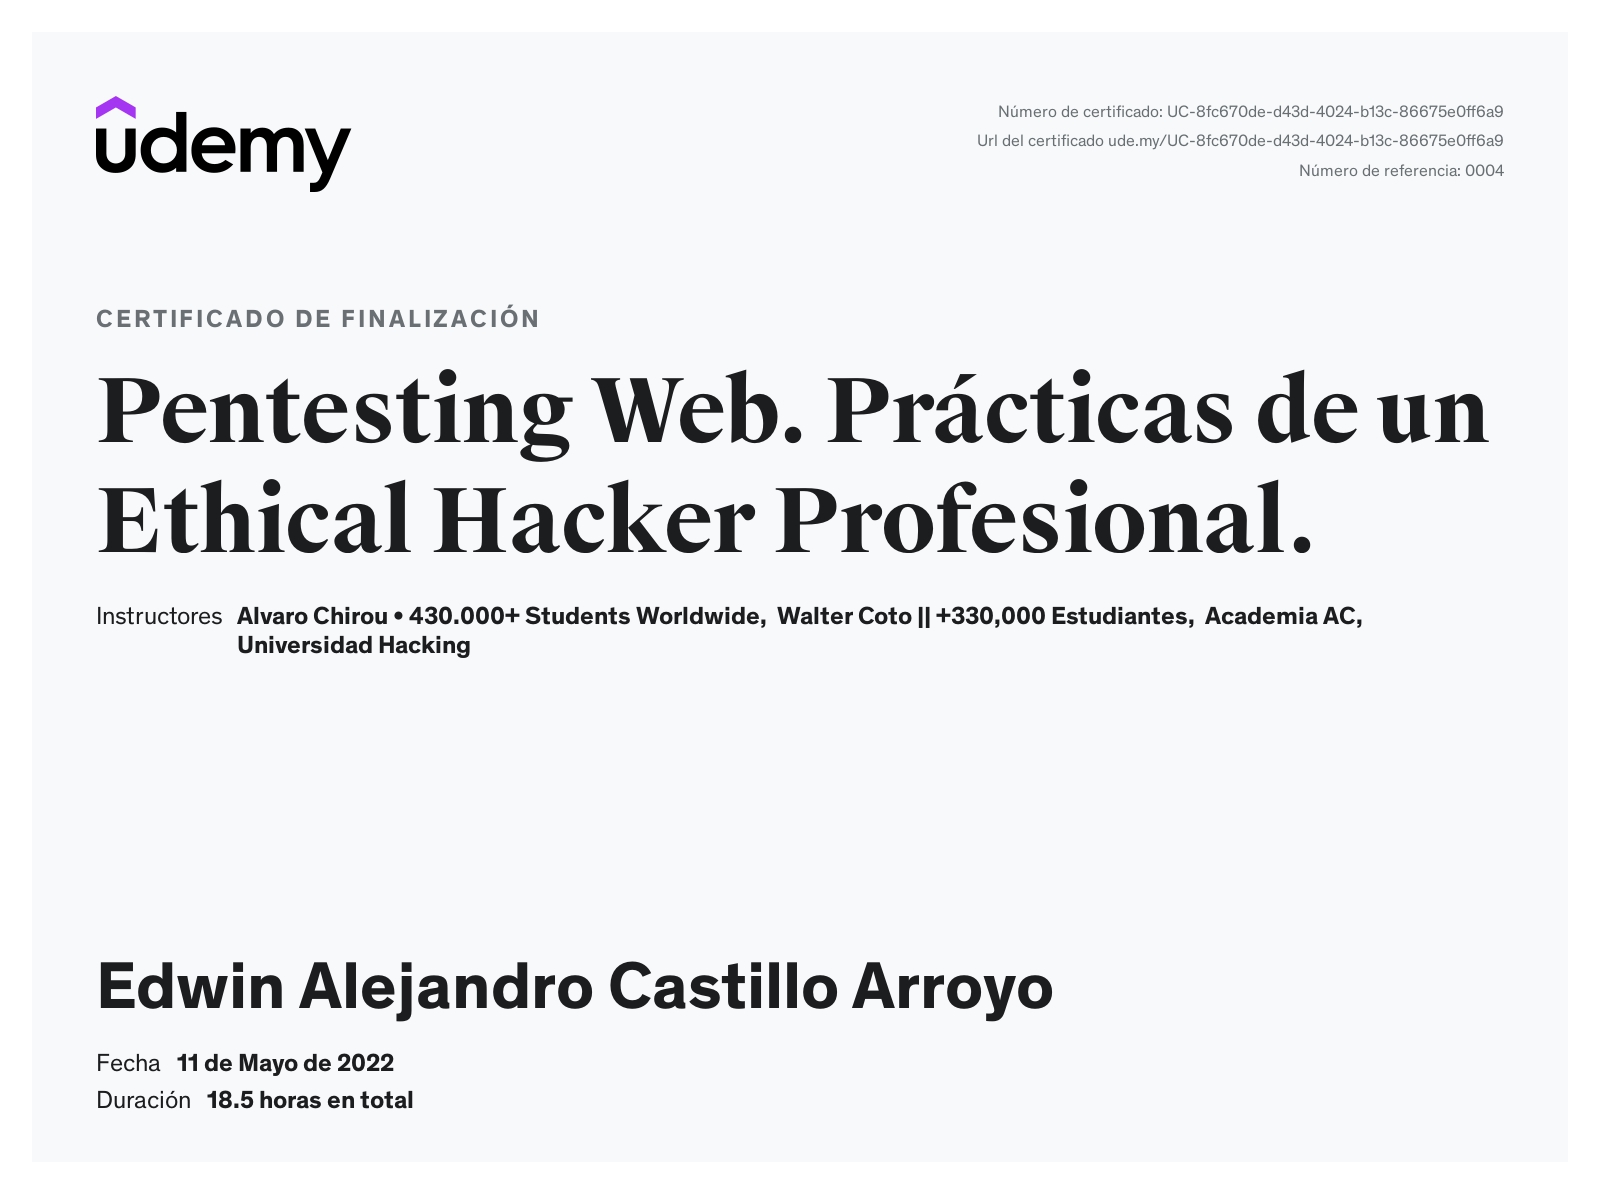 udemy
Número de certificado: UC-8fc670de-d43d-4024-b13c-86675e0ff6a9
Url del certificado ude.my/UC-8fc670de-d43d-4024-b13c-86675e0ff6a9
Número de referencia: 0004
CERTIFICADO DE FINALIZACIÓN
Pentesting Web. Prácticas de un
Ethical Hacker Profesional.
Instructores Alvaro Chirou • 430.000+ Students Worldwide, Walter Coto || +330,000 Estudiantes, Academia AC,
Universidad Hacking
Edwin Alejandro Castillo Arroyo
Fecha 11 de Mayo de 2022
Duración 18.5 horas en total